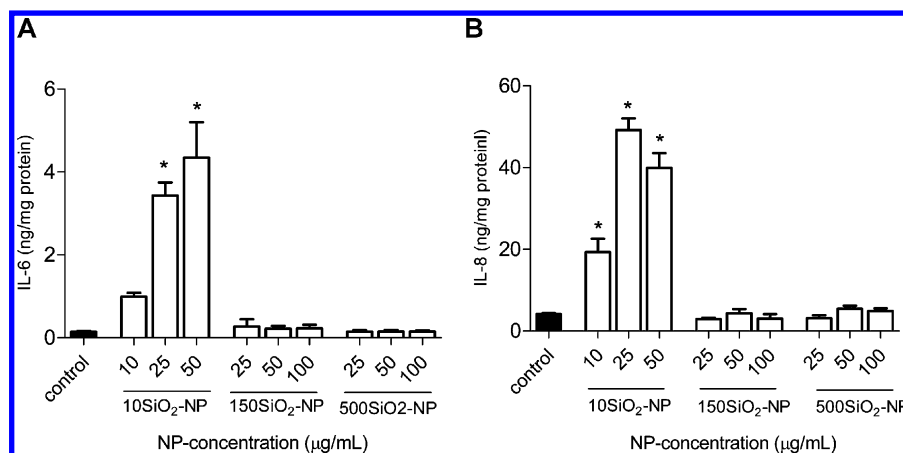 A
IL-6 (ng/mg protein)
6
4
2
0
*
*
control
10
25
50
25
50
100
25
50
100
10SiO₂-NP
150SiO₂-NP
500SiO2-NP
NP-concentration (μg/mL)
B
IL-8 (ng/mg proteinl)
60
40
20
0
*
*
*
control
10
25
50
25
50
100
25
50
100
10SiO₂-NP
150SiO₂-NP
500SiO₂-NP
NP-concentration (μg/mL)